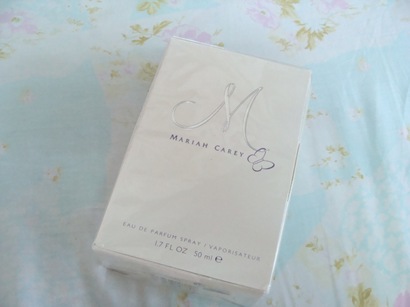 M
MARIAH CAREY
EAU DE PARFUM SPRAY / VAPORISATEUR
1.7 FL OZ 50 ml e